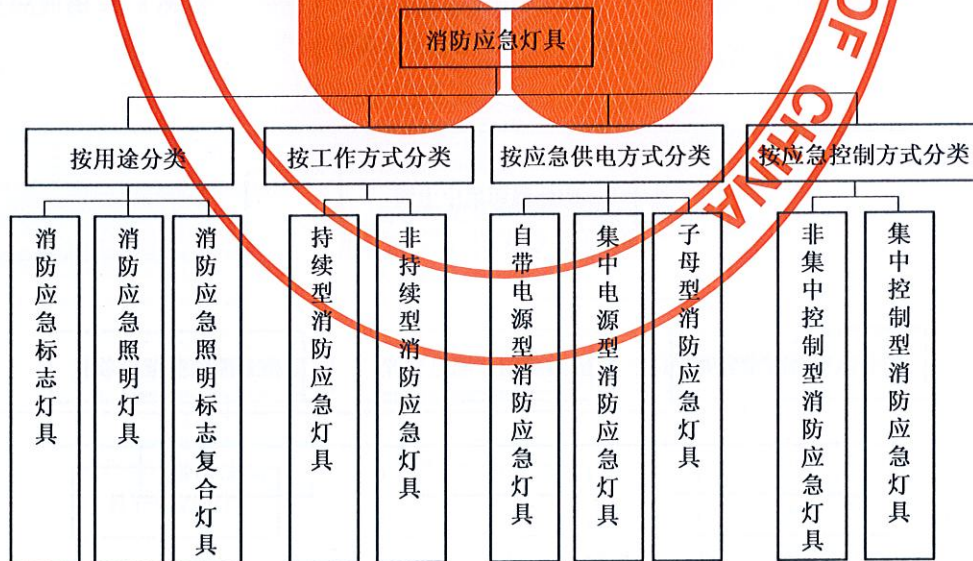 消防应急灯具
OF CHINA
按用途分类
按工作方式分类
按应急供电方式分类
按应急控制方式分类
消防应急标志灯具
消防应急照明灯具
消防应急照明标志复合灯具
持续型消防应急灯具
非持续型消防应急灯具
自带电源型消防应急灯具
集中电源型消防应急灯具
子母型消防应急灯具
非集中控制型消防应急灯具
集中控制型消防应急灯具